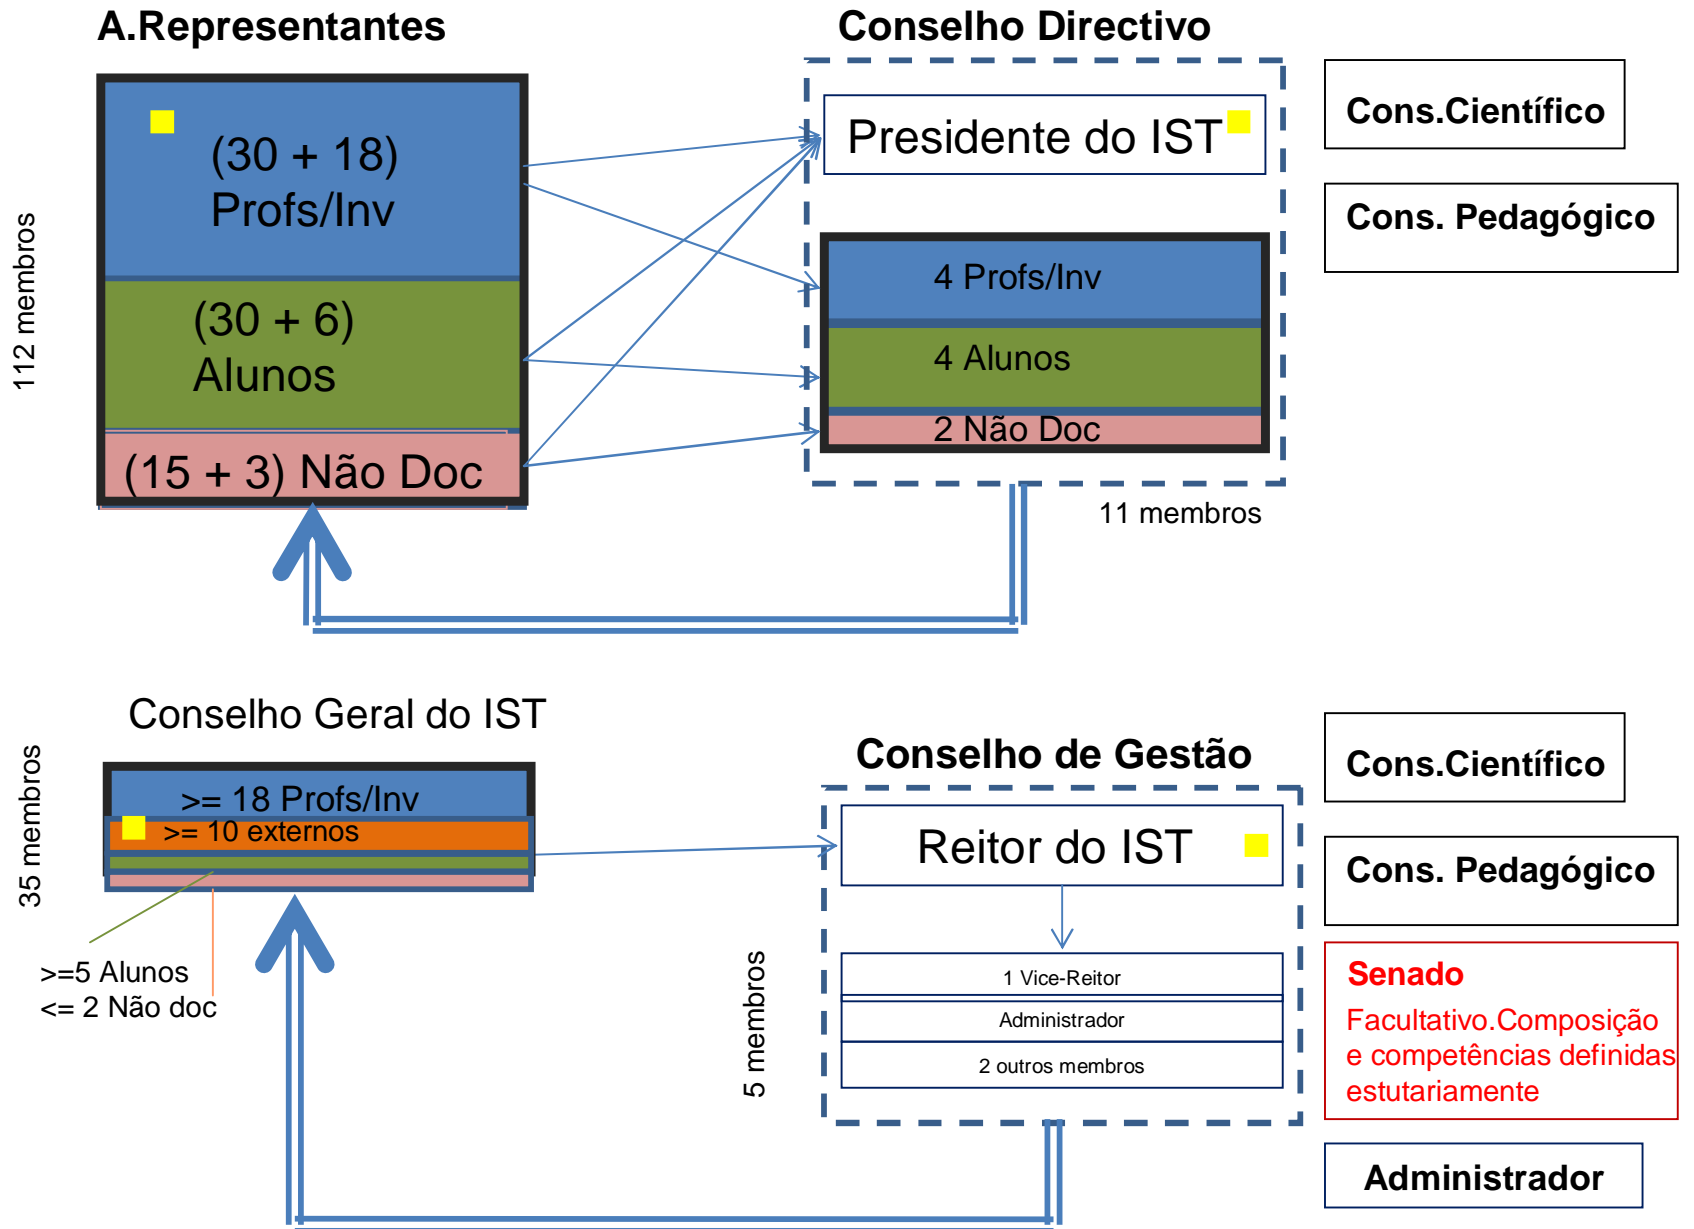 A.Representantes
Conselho Directivo
112 membros
(30 + 18)
Profs/Inv
(30 + 6)
Alunos
(15 + 3) Não Doc
Presidente do IST
4 Profs/Inv
4 Alunos
2 Não Doc
11 membros
Cons.Científico
Cons. Pedagógico
Conselho Geral do IST
35 membros
>= 18 Profs/Inv
>= 10 externos
>=5 Alunos
<= 2 Não doc
Conselho de Gestão
5 membros
Reitor do IST
1 Vice-Reitor
Administrador
2 outros membros
Cons.Científico
Cons. Pedagógico
Senado
Facultativo.Composição
e competências definidas
estutariamente
Administrador